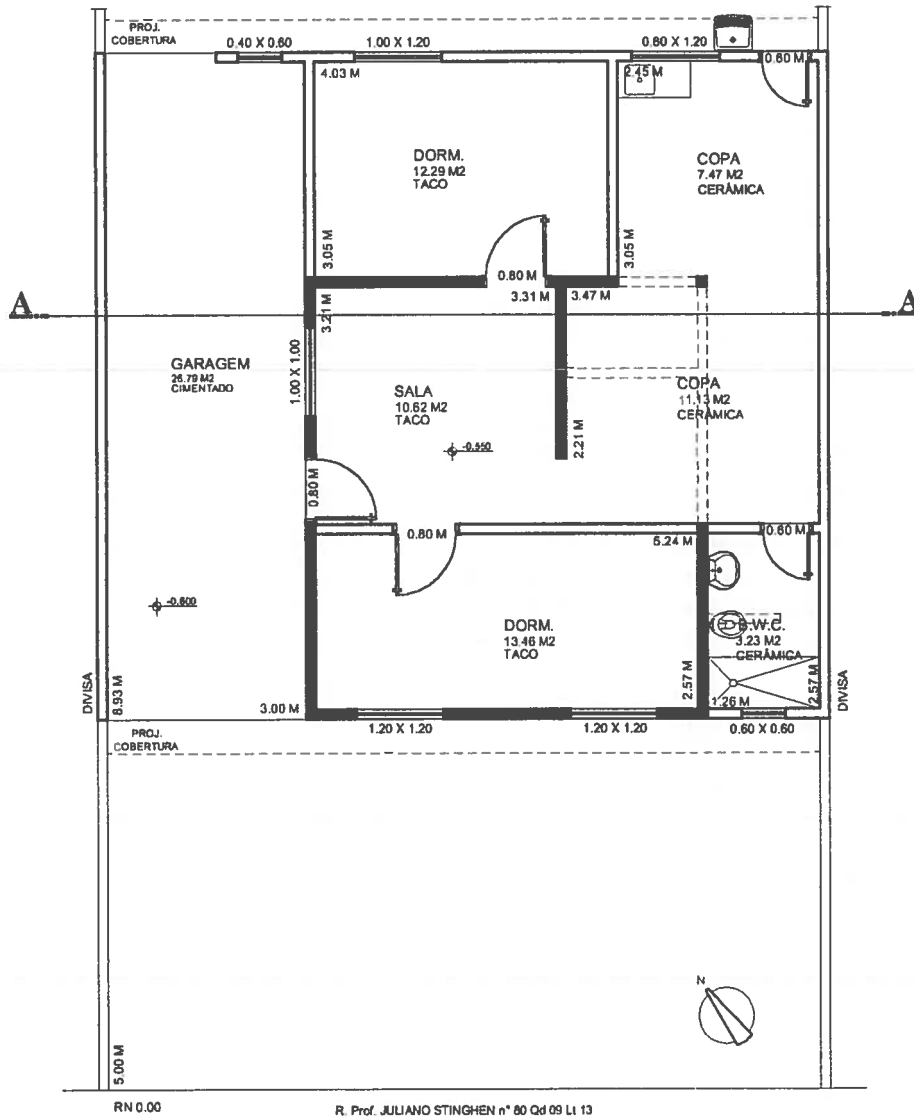 PROJ.
COBERTURA
0.40 X 0.60
1.00 X 1.20
0.60 X 1.20
0.60 M
4.03 M
2.45 M
DORM.
12.29 M2
TACO
COPA
7.47 M2
CERÂMICA
3.05 M
3.05 M
0.80 M
3.31 M
3.47 M
A
A
3.21 M
1.00 X 1.00
GARAGEM
26.79 M2
CIMENTADO
SALA
10.62 M2
TACO
COPA
11.13 M2
CERÂMICA
2.21 M
-0.550
0.80 M
0.80 M
5.24 M
0.60 M
-0.600
DORM.
13.46 M2
TACO
B.W.C.
3.23 M2
CERÂMICA
DIVISA
8.93 M
3.00 M
2.57 M
1.26 M
2.57 M
DIVISA
PROJ.
COBERTURA
1.20 X 1.20
1.20 X 1.20
0.60 X 0.60
N
5.00 M
RN 0.00
R. Prof. JULIANO STINGHEN n° 80 Qd 09 Lt 13